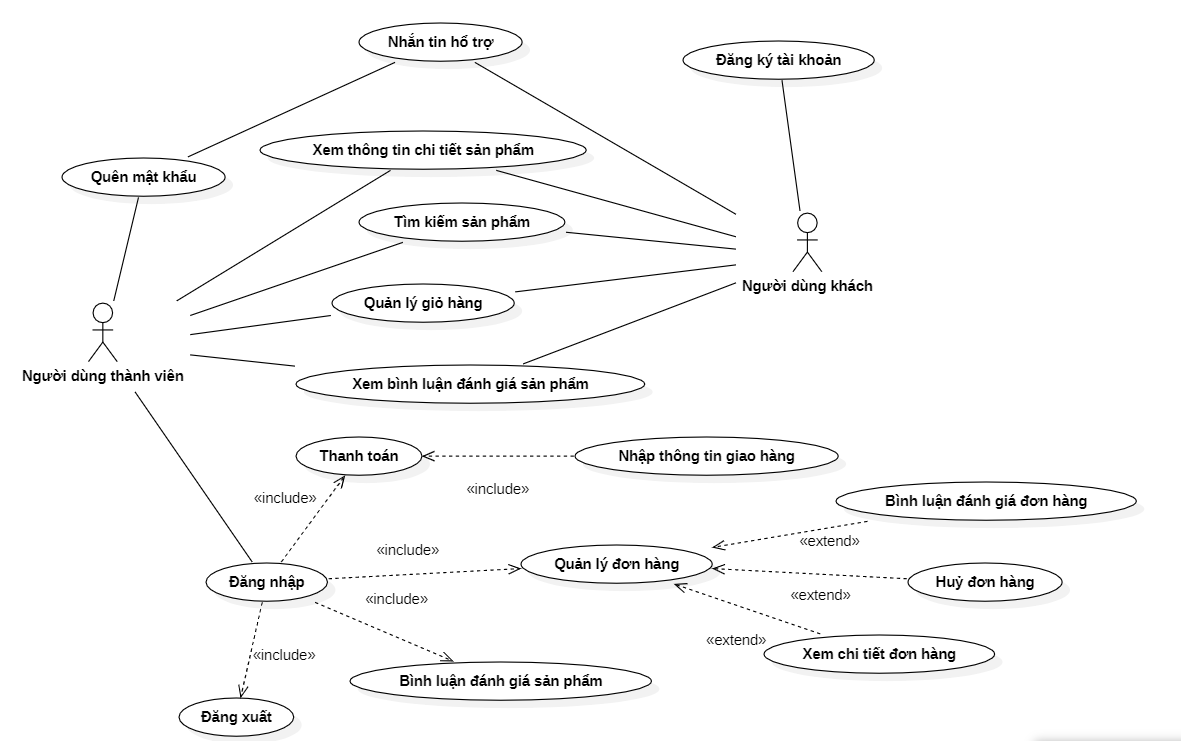 Nhắn tin hổ trợ
Đăng ký tài khoản
Xem thông tin chi tiết sản phẩm
Quên mật khẩu
Tìm kiếm sản phẩm
Người dùng khách
Quản lý giỏ hàng
Người dùng thành viên
Xem bình luận đánh giá sản phẩm
Thanh toán
Nhập thông tin giao hàng
«include»
«include»
Bình luận đánh giá đơn hàng
«extend»
«include»
Quản lý đơn hàng
Đăng nhập
Huỷ đơn hàng
«include»
«extend»
«extend»
«include»
Xem chi tiết đơn hàng
Bình luận đánh giá sản phẩm
Đăng xuất